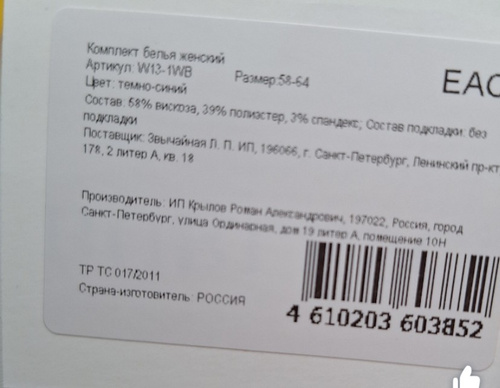 Комплект белья женский
Артикул: W13-1WB Размер:58-64
Цвет: темно-синий
Состав: 58% вискоза, 39% полиэстер, 3% спандекс; Состав подкладки: без
подкладки
Поставщик: Звычайная Л. П. ИП, 196066, г. Санкт-Петербург, Ленинский пр-кт
178, 2 литер А, кв. 18
Производитель: ИП Крылов Роман Александрович, 197022, Россия, город
Санкт-Петербург, улица Ординарная, дом 19 литер А, помещение 10Н
ТР ТС 017/2011
Страна-изготовитель: РОССИЯ
EAC
4 610203 603852